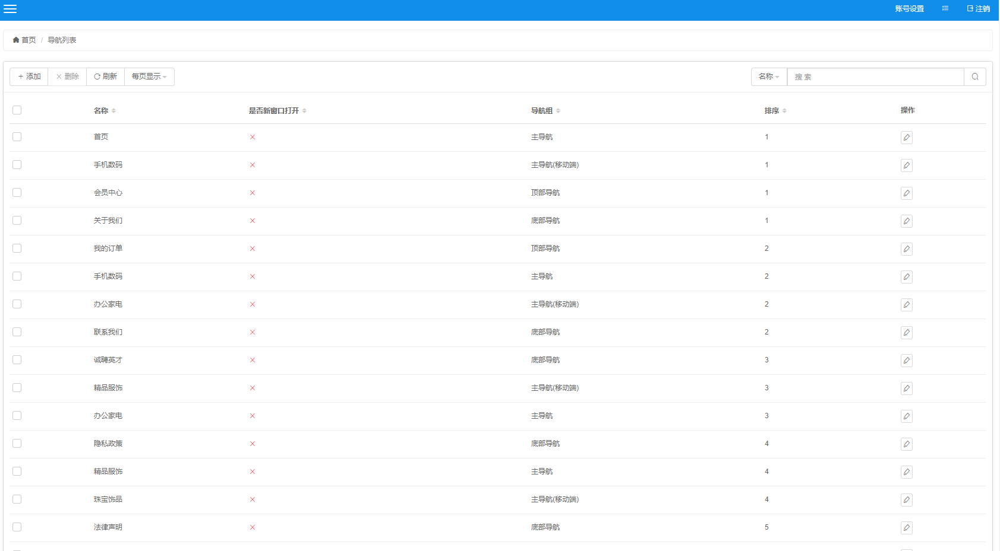 账号设置 注销
首页 / 导航列表
+ 添加 × 删除 刷新 每页显示 名称 搜 索
名称 是否新窗口打开 导航组 排序 操作
首页 × 主导航 1
手机数码 × 主导航(移动端) 1
会员中心 × 顶部导航 1
关于我们 × 底部导航 1
我的订单 × 顶部导航 2
手机数码 × 主导航 2
办公家电 × 主导航(移动端) 2
联系我们 × 底部导航 2
诚聘英才 × 底部导航 3
精品服饰 × 主导航(移动端) 3
办公家电 × 主导航 3
隐私政策 × 底部导航 4
精品服饰 × 主导航 4
珠宝饰品 × 主导航(移动端) 4
法律声明 × 底部导航 5